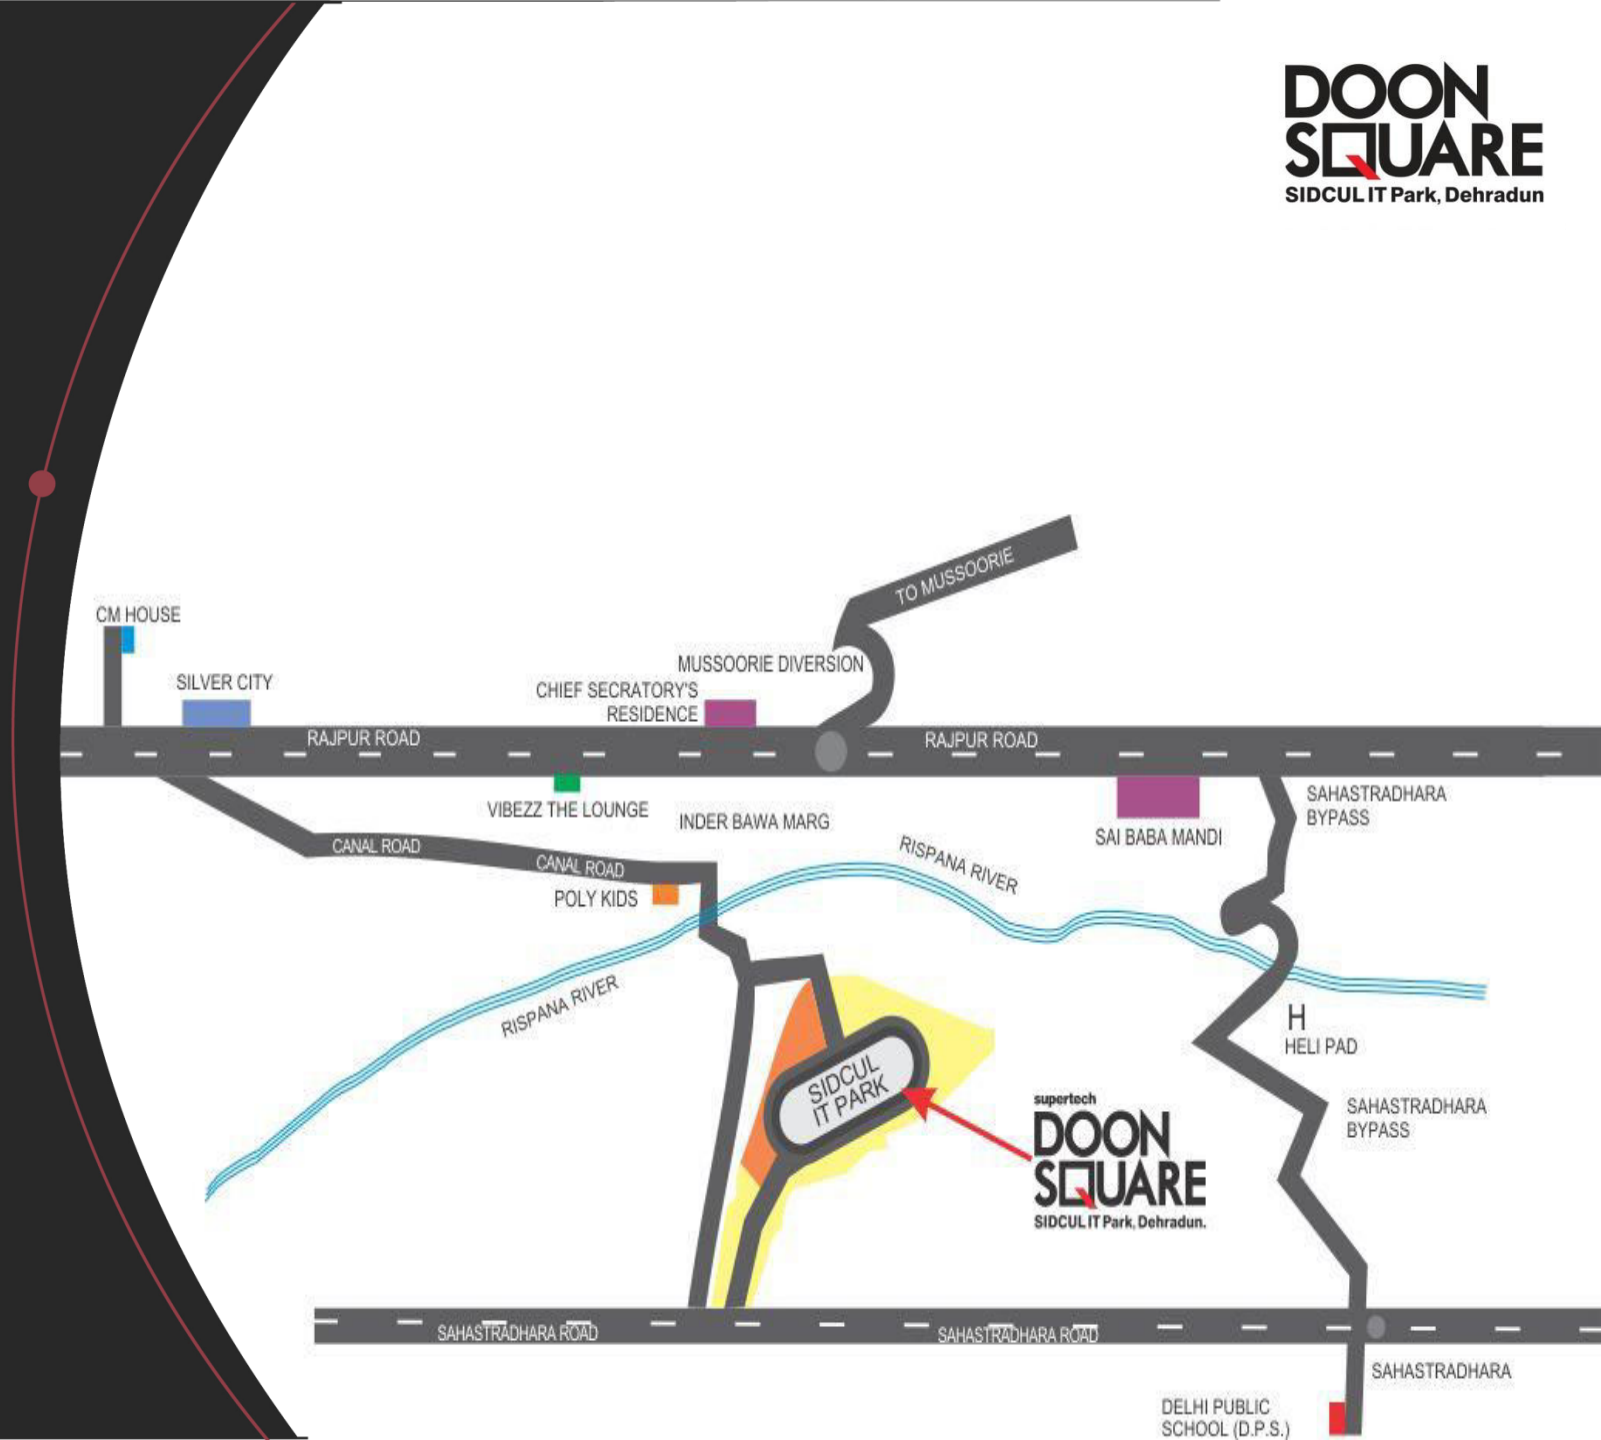 DOON
SQUARE
SIDCUL IT Park, Dehradun
TO MUSSOORIE
CM HOUSE
MUSSOORIE DIVERSION
SILVER CITY
CHIEF SECRATORY'S
RESIDENCE
RAJPUR ROAD
RAJPUR ROAD
SAHASTRADHARA
BYPASS
VIBEZZ THE LOUNGE
INDER BAWA MARG
SAI BABA MANDI
CANAL ROAD
CANAL ROAD
RISPANA RIVER
POLY KIDS
RISPANA RIVER
H
HELI PAD
SIDCUL
IT PARK
supertech
DOON
SQUARE
SIDCUL IT Park, Dehradun.
SAHASTRADHARA
BYPASS
SAHASTRADHARA ROAD
SAHASTRADHARA ROAD
SAHASTRADHARA
DELHI PUBLIC
SCHOOL (D.P.S.)